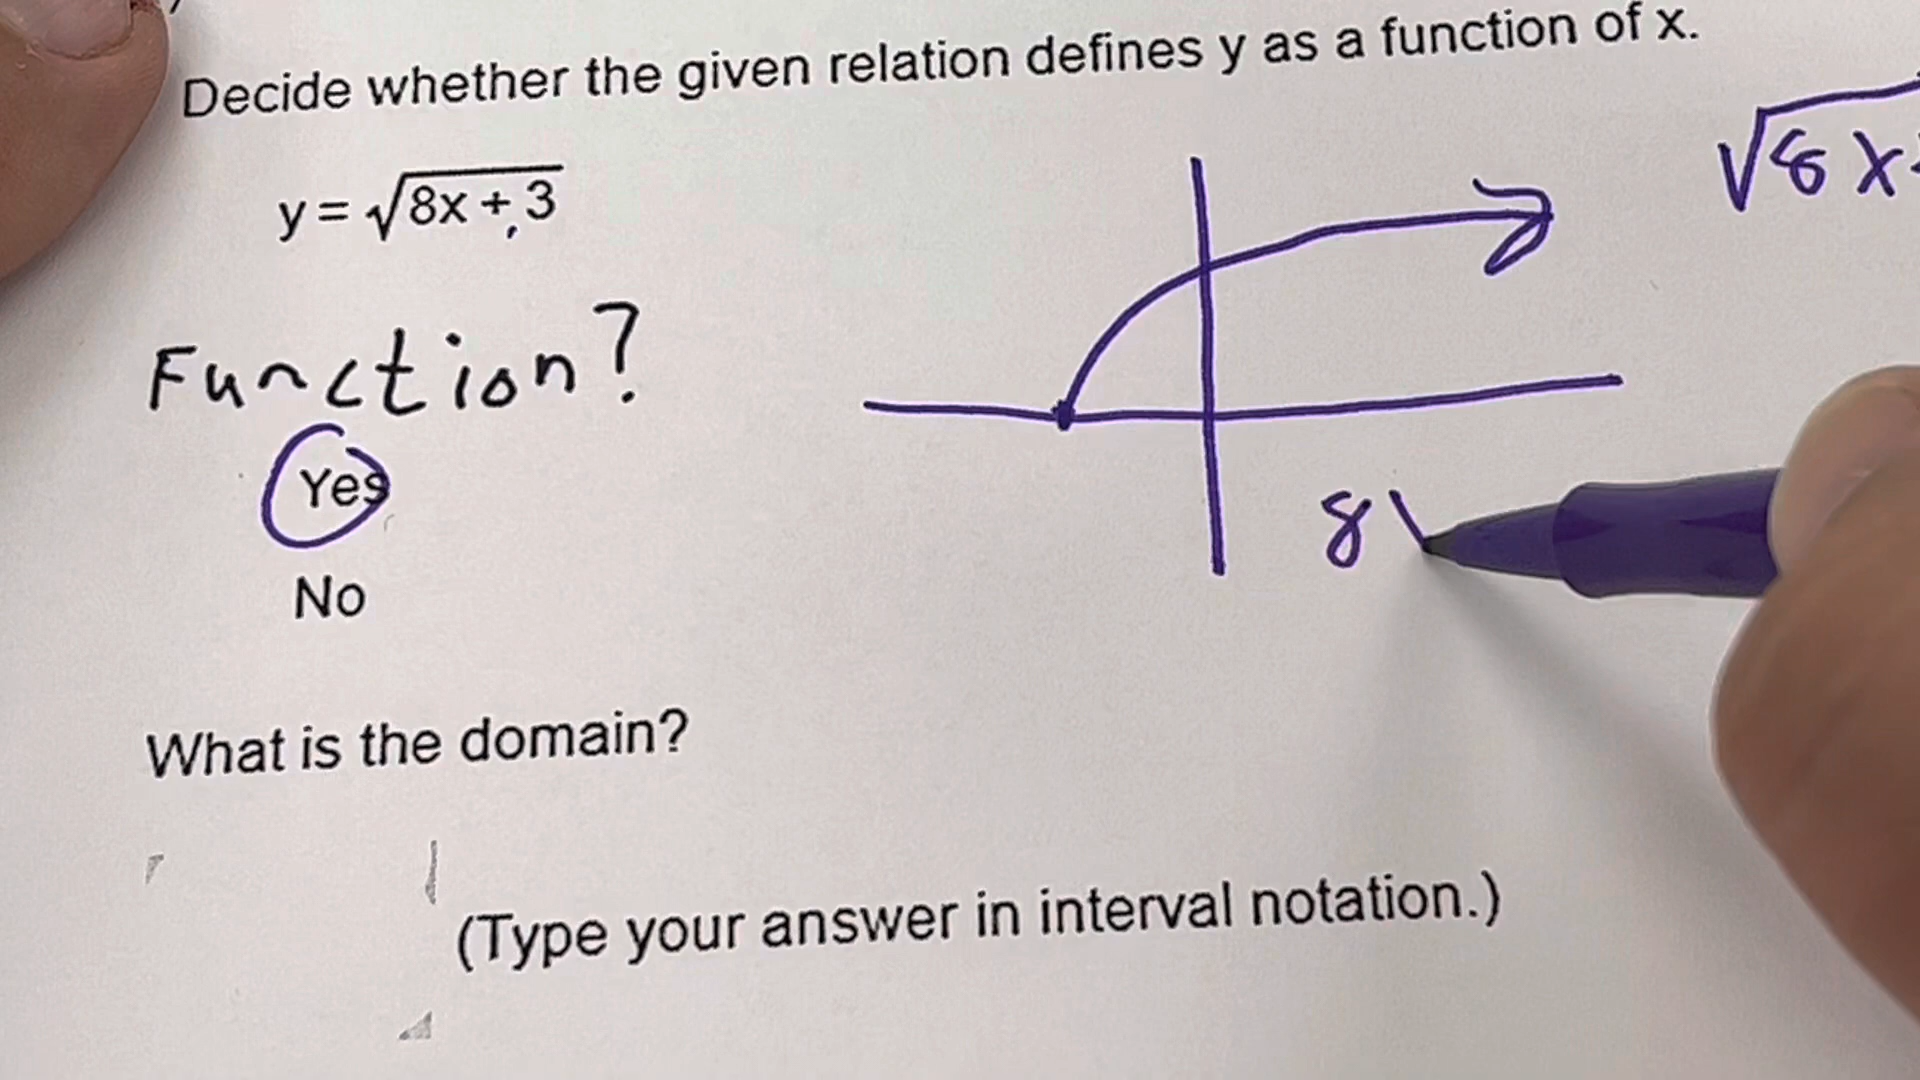 Decide whether the given relation defines y as a function of x.
y = √8x + 3
√8x
Function?
Yes
No
8
What is the domain?
(Type your answer in interval notation.)